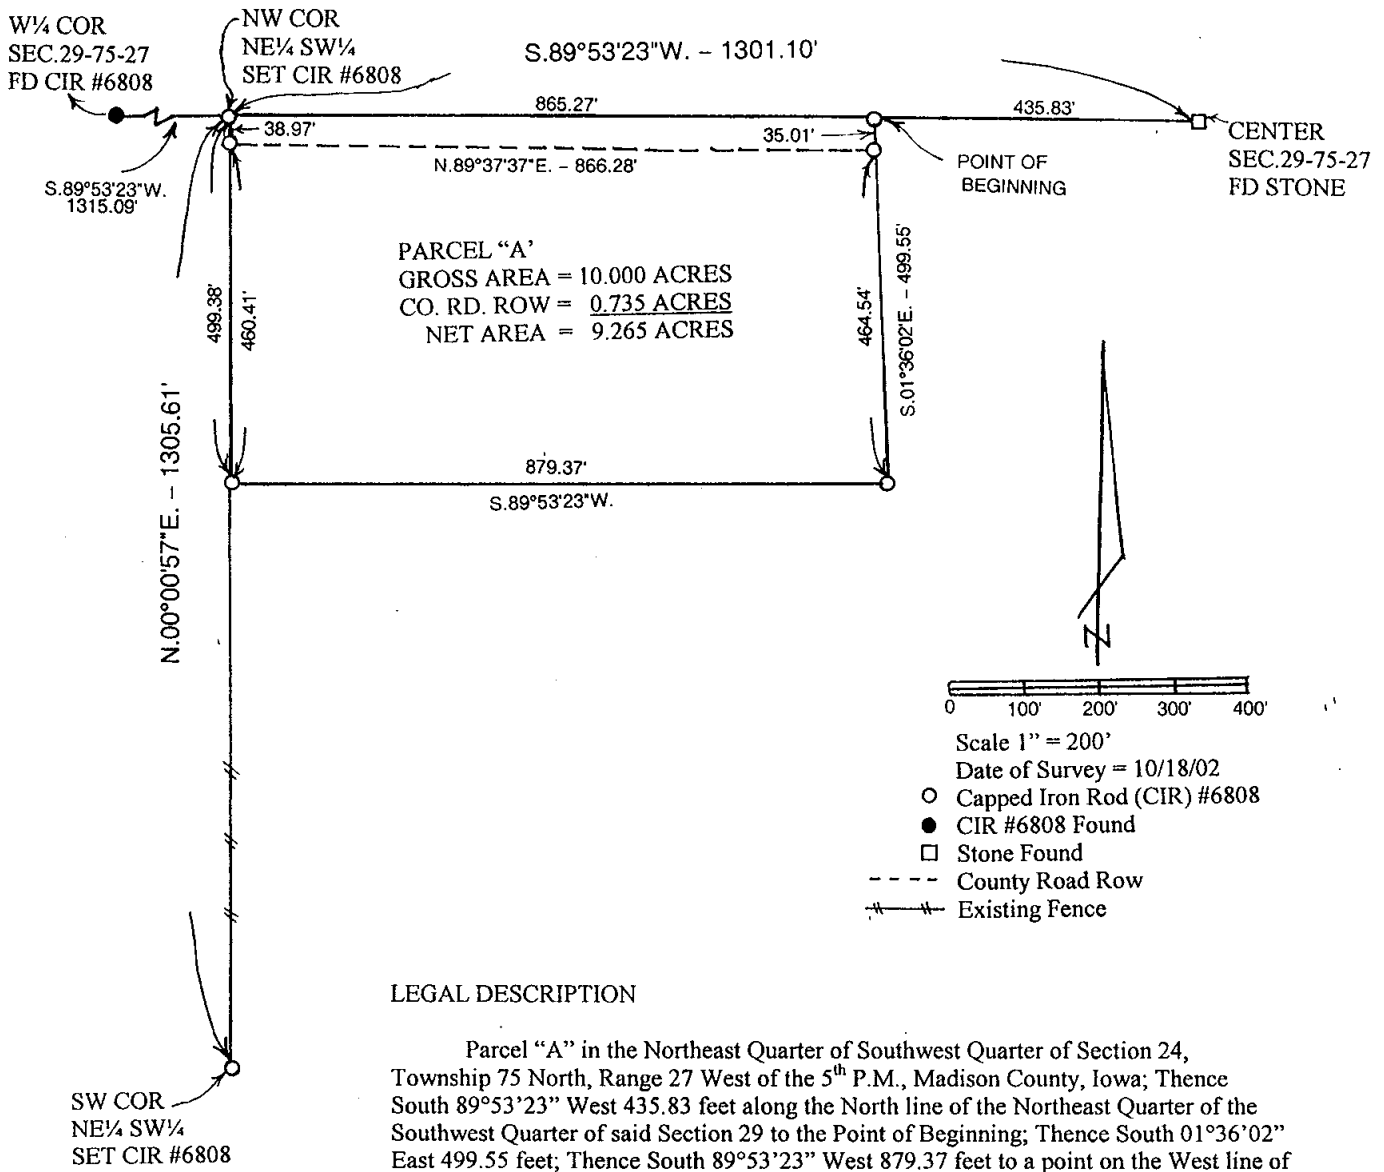 W¼ COR
SEC.29-75-27
FD CIR #6808
NW COR
NE¼ SW¼
SET CIR #6808
S.89°53'23"W. – 1301.10'
865.27'
435.83'
38.97'
35.01'
N.89°37'37"E. – 866.28'
POINT OF
BEGINNING
CENTER
SEC.29-75-27
FD STONE
S.89°53'23"W.
1315.09'
PARCEL “A’
GROSS AREA = 10.000 ACRES
CO. RD. ROW = 0.735 ACRES
NET AREA = 9.265 ACRES
499.38'
460.41'
464.54'
S.01°36'02"E. – 499.55'
N.00°00'57"E. – 1305.61'
879.37'
S.89°53'23"W.
N
0 100' 200' 300' 400'
Scale 1” = 200’
Date of Survey = 10/18/02
Capped Iron Rod (CIR) #6808
CIR #6808 Found
Stone Found
County Road Row
Existing Fence
LEGAL DESCRIPTION
Parcel “A” in the Northeast Quarter of Southwest Quarter of Section 24,
Township 75 North, Range 27 West of the 5th P.M., Madison County, Iowa; Thence
South 89°53’23” West 435.83 feet along the North line of the Northeast Quarter of the
Southwest Quarter of said Section 29 to the Point of Beginning; Thence South 01°36’02”
East 499.55 feet; Thence South 89°53’23” West 879.37 feet to a point on the West line of
SW COR
NE¼ SW¼
SET CIR #6808